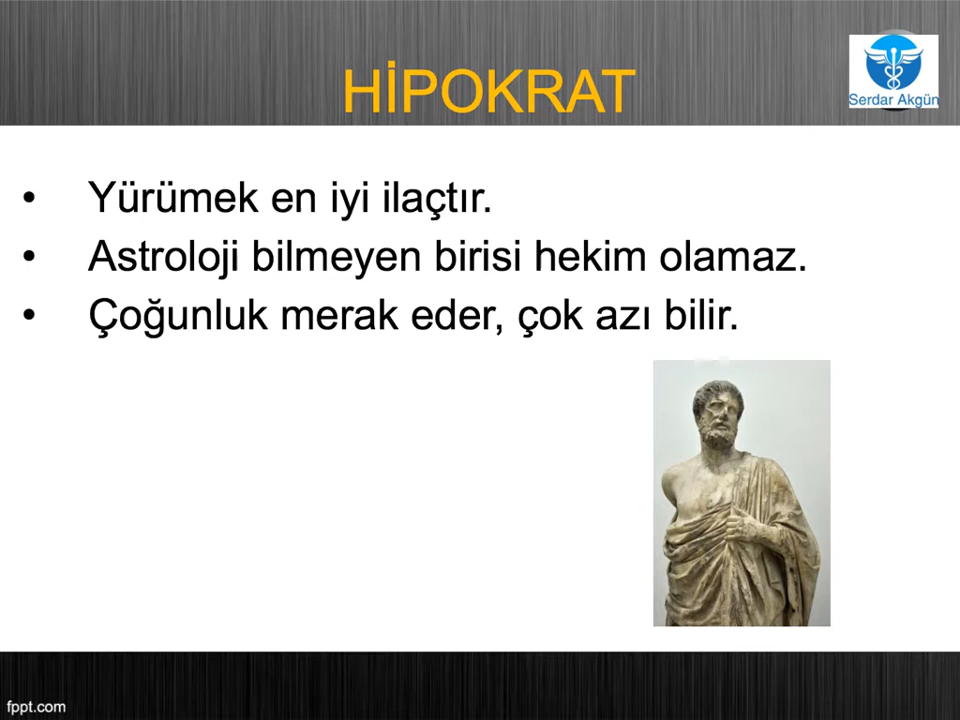 HİPOKRAT
Serdar Akgün
• Yürümek en iyi ilaçtır.
• Astroloji bilmeyen birisi hekim olamaz.
• Çoğunluk merak eder, çok azı bilir.
fppt.com